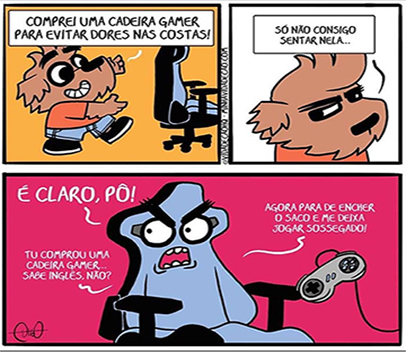 COMPREI UMA CADEIRA GAMER
PARA EVITAR DORES NAS COSTAS!
SÓ NÃO CONSIGO
SENTAR NELA...
É CLARO, PÔ!
TU COMPROU UMA
CADEIRA GAMER...
SABE INGLÊS, NÃO?
AGORA PARA DE ENCHER
O SACO E ME DEIXA
JOGAR SOSSEGADO!